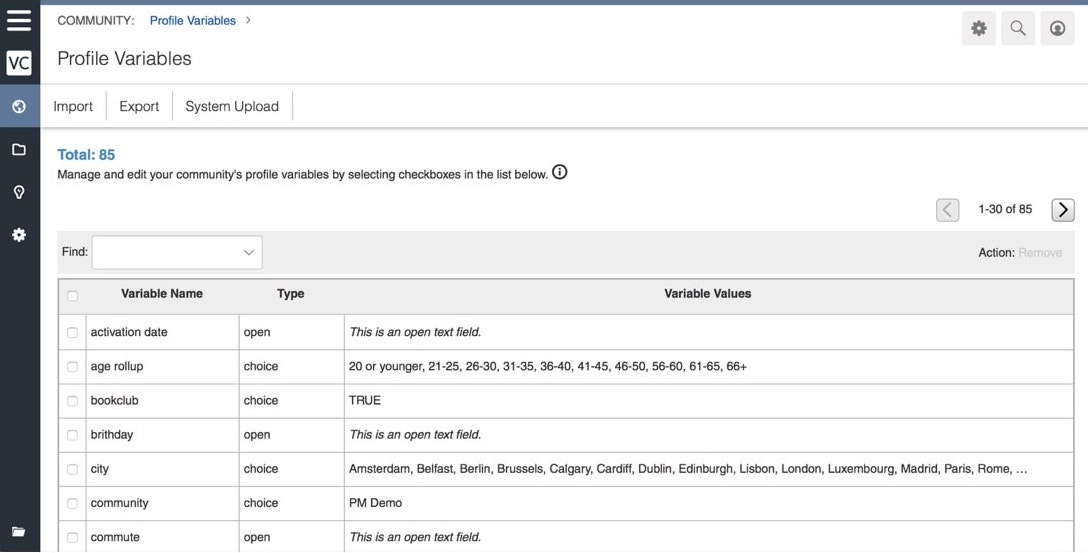 COMMUNITY: Profile Variables >
VC
Profile Variables
Import Export System Upload
Total: 85
Manage and edit your community's profile variables by selecting checkboxes in the list below.
1-30 of 85
Find: Action: Remove
Variable Name Type Variable Values
activation date open This is an open text field.
age rollup choice 20 or younger, 21-25, 26-30, 31-35, 36-40, 41-45, 46-50, 56-60, 61-65, 66+
bookclub choice TRUE
brithday open This is an open text field.
city choice Amsterdam, Belfast, Berlin, Brussels, Calgary, Cardiff, Dublin, Edinburgh, Lisbon, London, Luxembourg, Madrid, Paris, Rome, ...
community choice PM Demo
commute open This is an open text field.